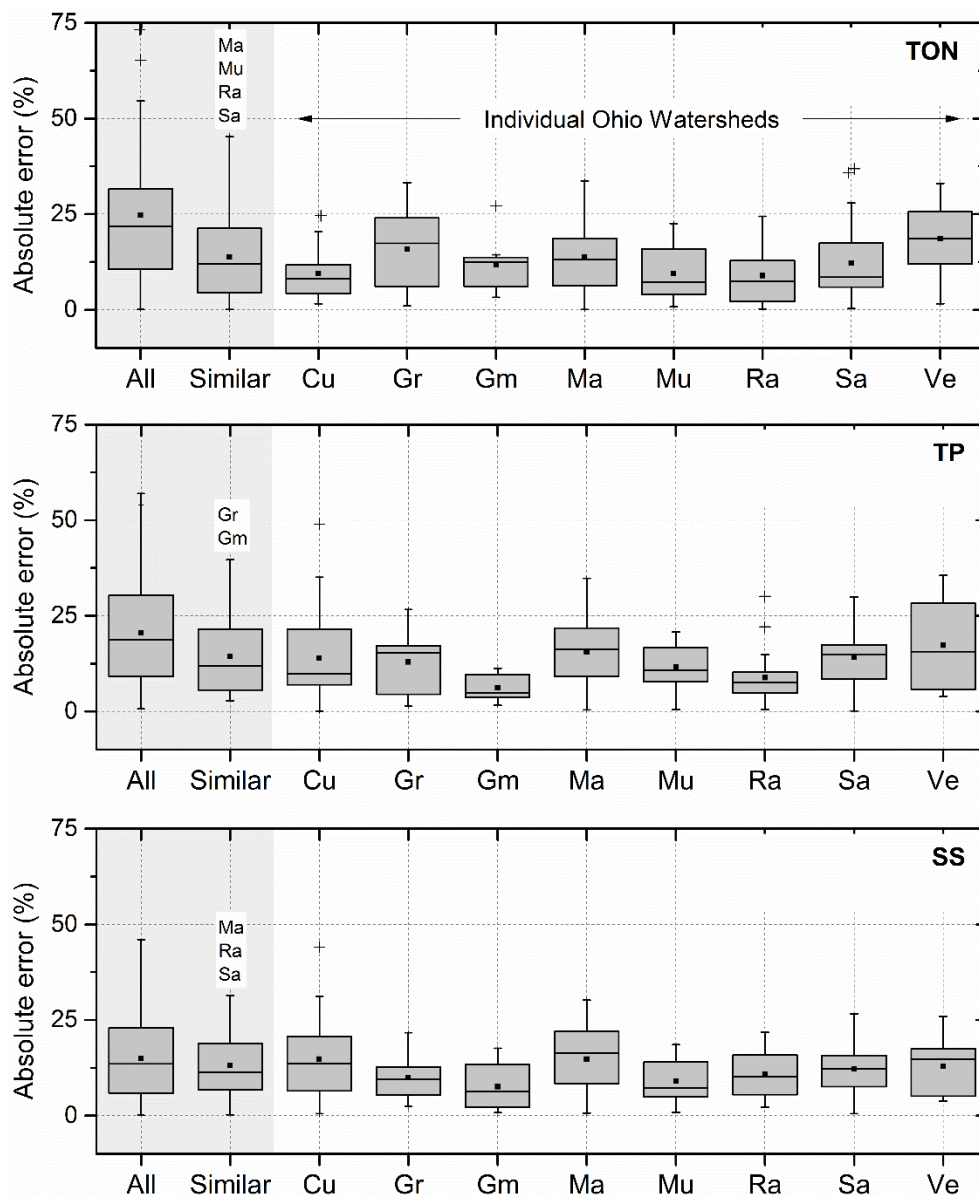 TON
Absolute error (%)
75
50
25
0
Ma
Mu
Ra
Sa
Individual Ohio Watersheds
All Similar Cu Gr Gm Ma Mu Ra Sa Ve
TP
Absolute error (%)
75
50
25
0
Gr
Gm
All Similar Cu Gr Gm Ma Mu Ra Sa Ve
SS
Absolute error (%)
75
50
25
0
Ma
Ra
Sa
All Similar Cu Gr Gm Ma Mu Ra Sa Ve